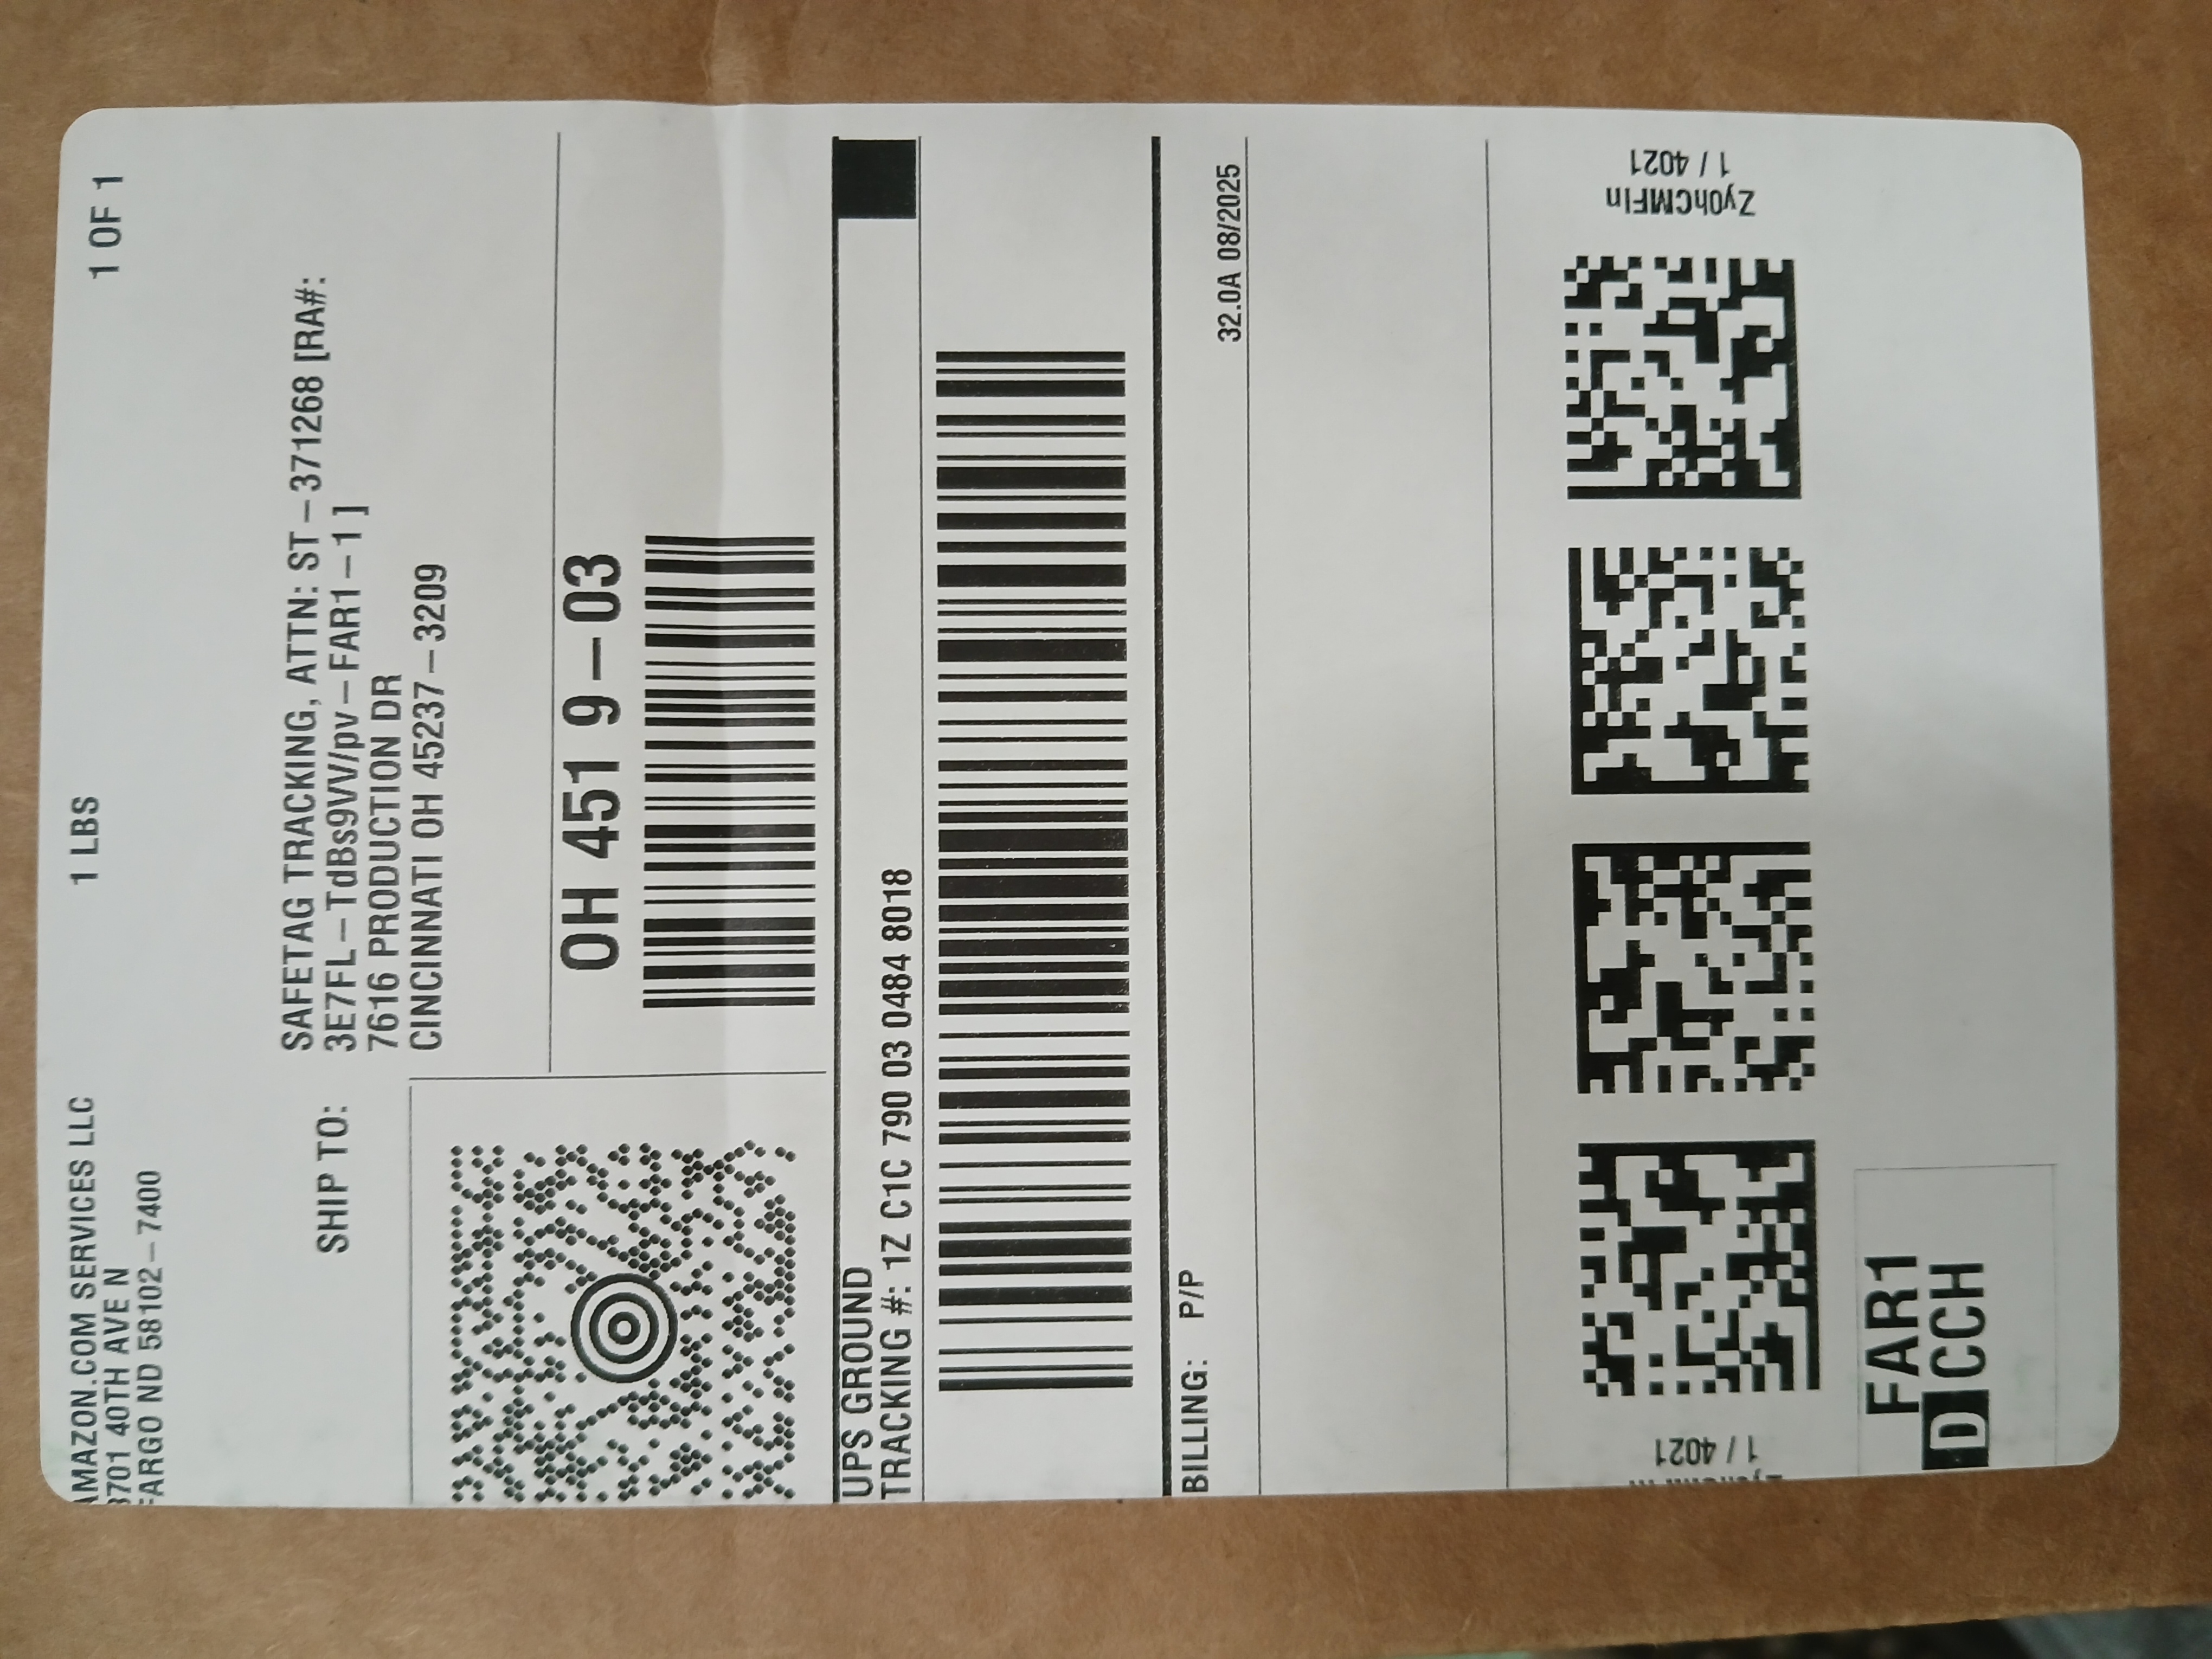 AMAZON.COM SERVICES LLC 1 LBS 1 OF 1
3701 40TH AVE N
FARGO ND 58102-7400
SHIP TO:
SAFETAG TRACKING, ATTN: ST-371268 [RA#:
3E7FL-TdBs9VV/pv-FAR1-1]
7616 PRODUCTION DR
CINCINNATI OH 45237-3209
OH 451 9-03
UPS GROUND
TRACKING #: 1Z C1C 790 03 0484 8018
BILLING: P/P
32.0A 08/2025
ZyohCMFIn
1 / 4021
1 / 4021
FAR1
D CCH